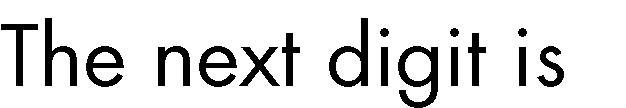 The next digit is